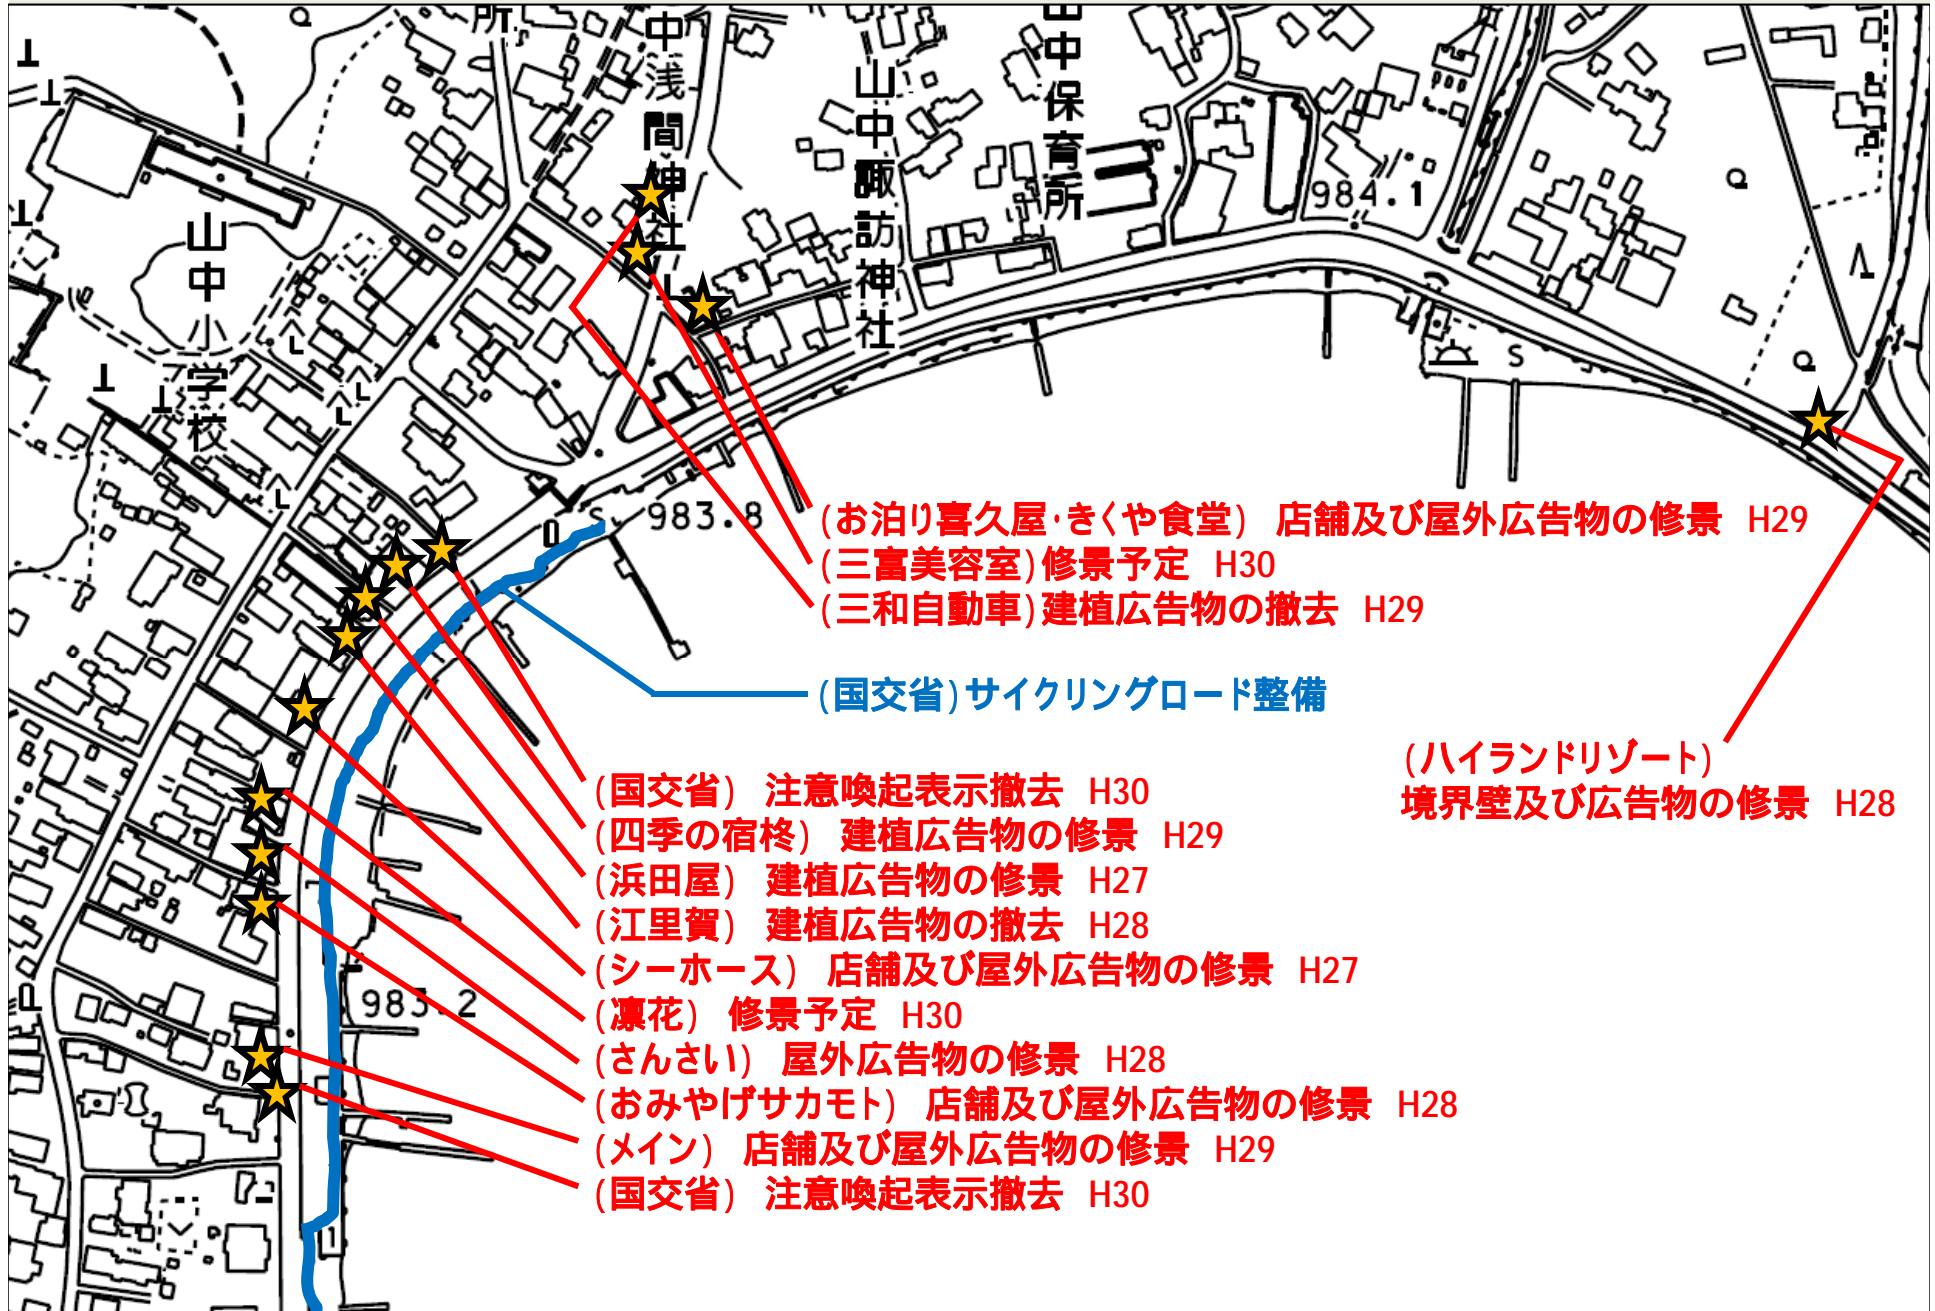 所
中浅間神社
山中諏訪神社
山中保育所
984.1
山中小学校
983.8
(お泊り喜久屋・きくや食堂) 店舗及び屋外広告物の修景 H29
(三富美容室)修景予定 H30
(三和自動車)建植広告物の撤去 H29
(国交省)サイクリングロード整備
(ハイランドリゾート)
境界壁及び広告物の修景 H28
(国交省) 注意喚起表示撤去 H30
(四季の宿柊) 建植広告物の修景 H29
(浜田屋) 建植広告物の修景 H27
(江里賀) 建植広告物の撤去 H28
(シーホース) 店舗及び屋外広告物の修景 H27
983.2
(凛花) 修景予定 H30
(さんさい) 屋外広告物の修景 H28
(おみやげサカモト) 店舗及び屋外広告物の修景 H28
(メイン) 店舗及び屋外広告物の修景 H29
(国交省) 注意喚起表示撤去 H30